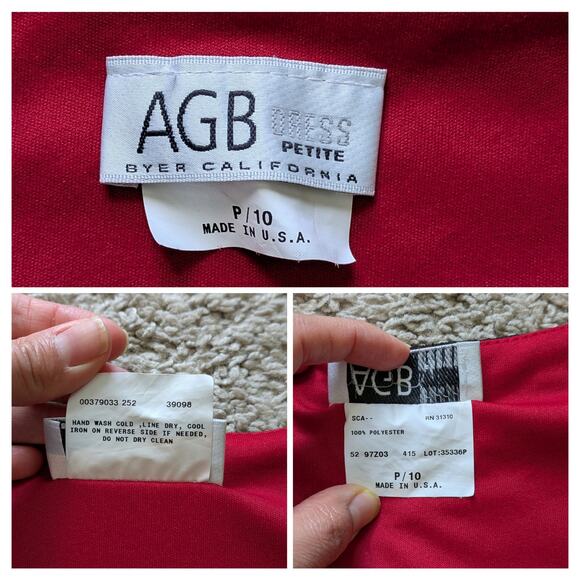 AGB DRESS
PETITE
BYER CALIFORNIA
P/10
MADE IN U.S.A.
00379033 252 39098
HAND WASH COLD ,LINE DRY, COOL
IRON ON REVERSE SIDE IF NEEDED,
DO NOT DRY CLEAN
AGB
SCA-- RN 31310
100% POLYESTER
52 97Z03 415 LOT:35336P
P/10
MADE IN U.S.A.